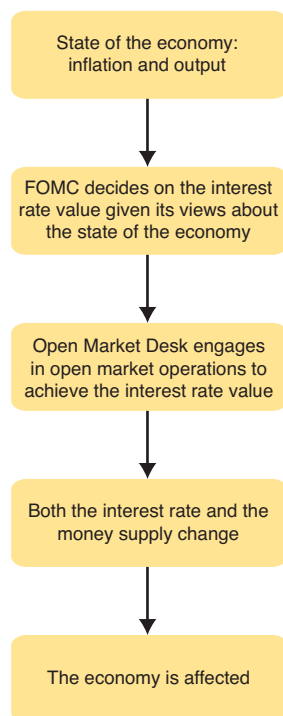 State of the economy:
inflation and output
FOMC decides on the interest
rate value given its views about
the state of the economy
Open Market Desk engages
in open market operations to
achieve the interest rate value
Both the interest rate and the
money supply change
The economy is affected